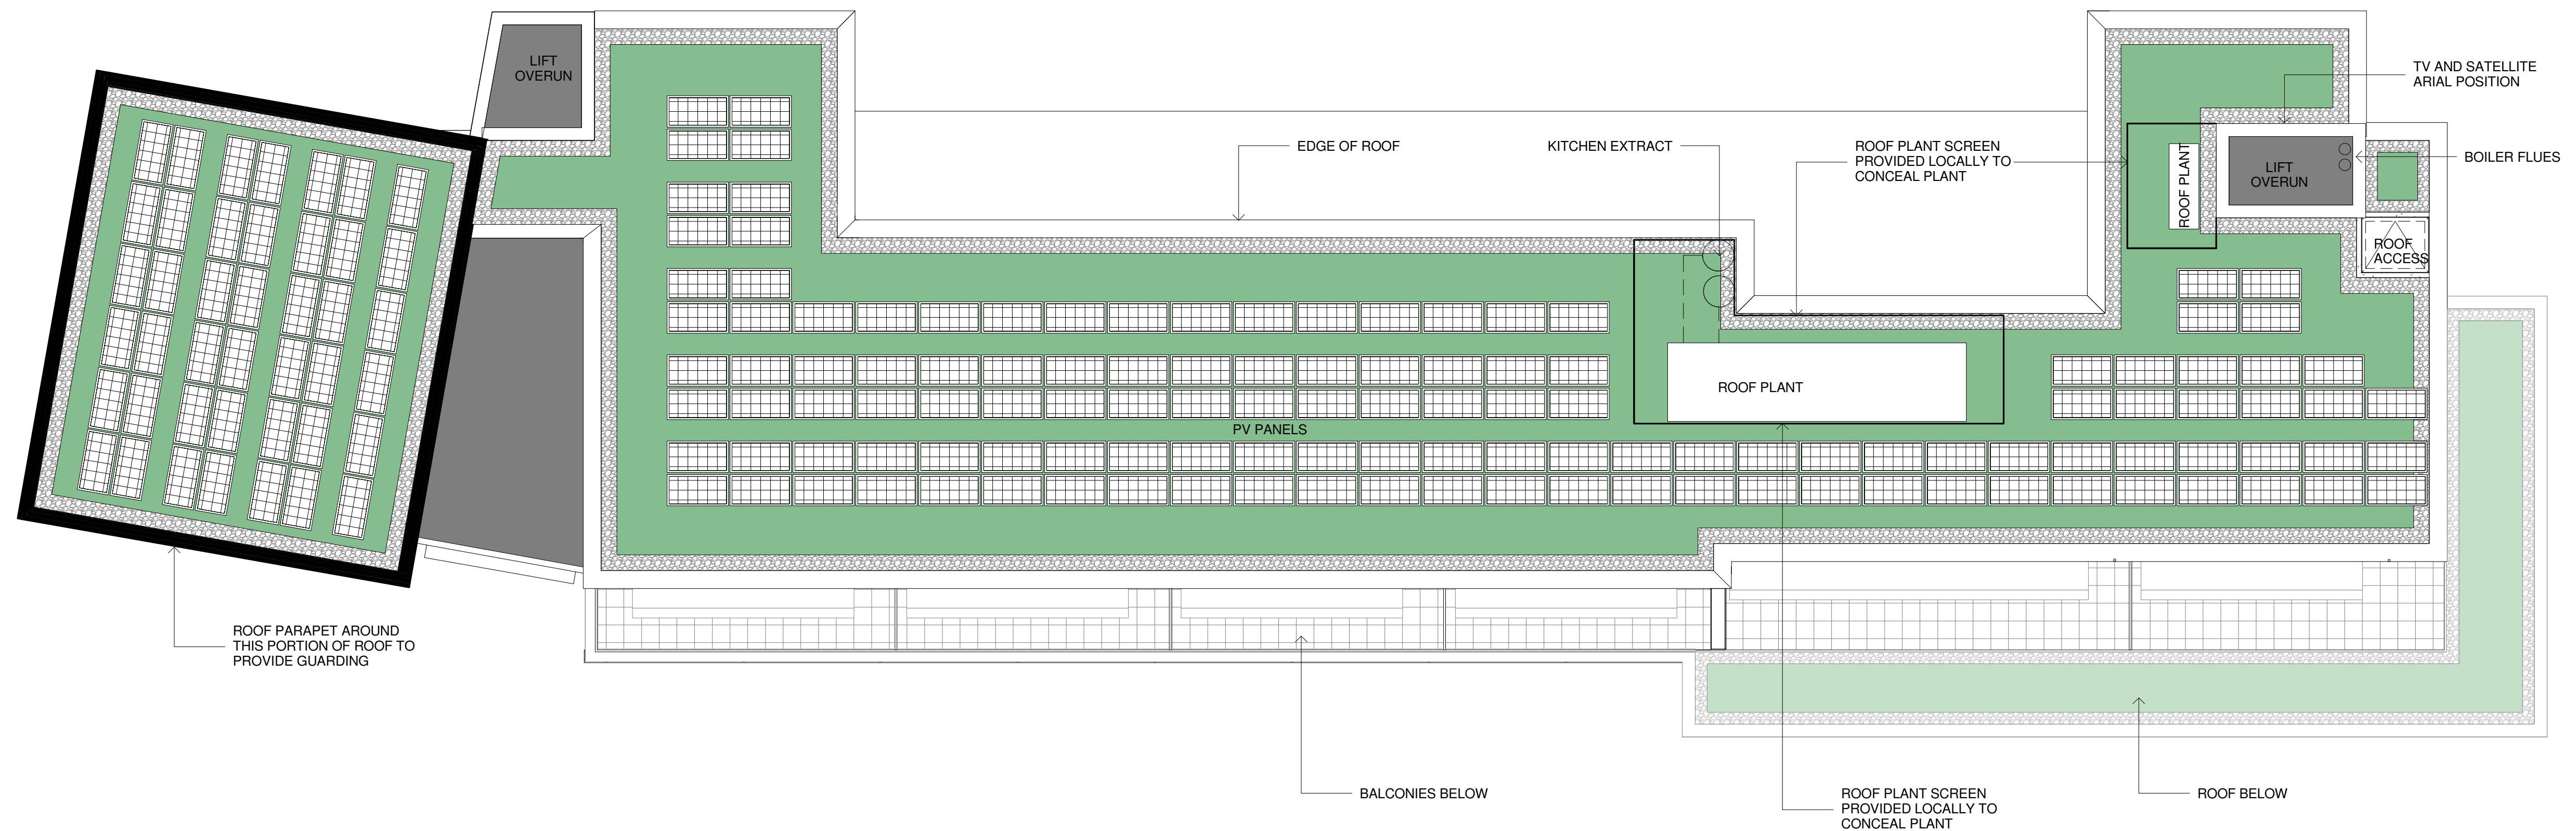 LIFT
OVERUN
TV AND SATELLITE
ARIAL POSITION
EDGE OF ROOF
KITCHEN EXTRACT
ROOF PLANT SCREEN
PROVIDED LOCALLY TO
CONCEAL PLANT
ROOF PLANT
LIFT
OVERUN
BOILER FLUES
ROOF
ACCESS
ROOF PLANT
PV PANELS
ROOF PARAPET AROUND
THIS PORTION OF ROOF TO
PROVIDE GUARDING
BALCONIES BELOW
ROOF PLANT SCREEN
PROVIDED LOCALLY TO
CONCEAL PLANT
ROOF BELOW